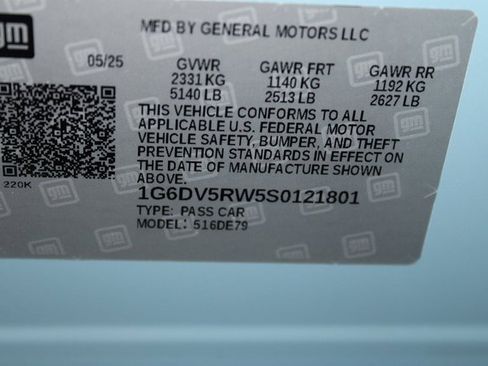 gm
MFD BY GENERAL MOTORS LLC
05/25 GVWR GAWR FRT GAWR RR
2331 KG 1140 KG 1192 KG
5140 LB 2513 LB 2627 LB
THIS VEHICLE CONFORMS TO ALL
APPLICABLE U.S. FEDERAL MOTOR
VEHICLE SAFETY, BUMPER, AND THEFT
PREVENTION STANDARDS IN EFFECT ON
THE DATE OF MANUFACTURE SHOWN
ABOVE.
220K
1G6DV5RW5S0121801
TYPE: PASS CAR
MODEL: 516DE79